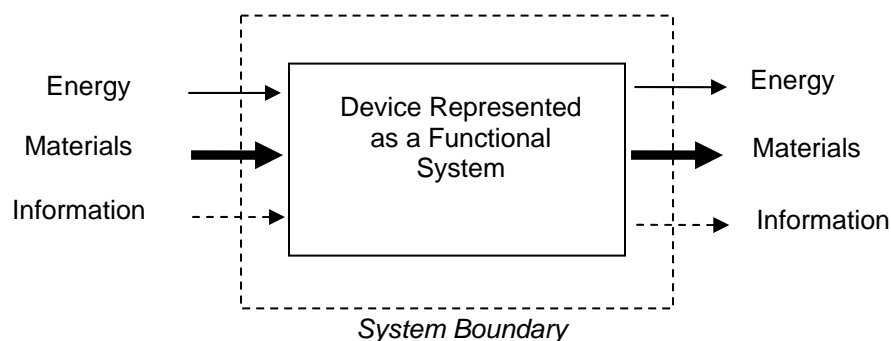 Energy
Materials
Information
Device Represented
as a Functional
System
Energy
Materials
Information
System Boundary